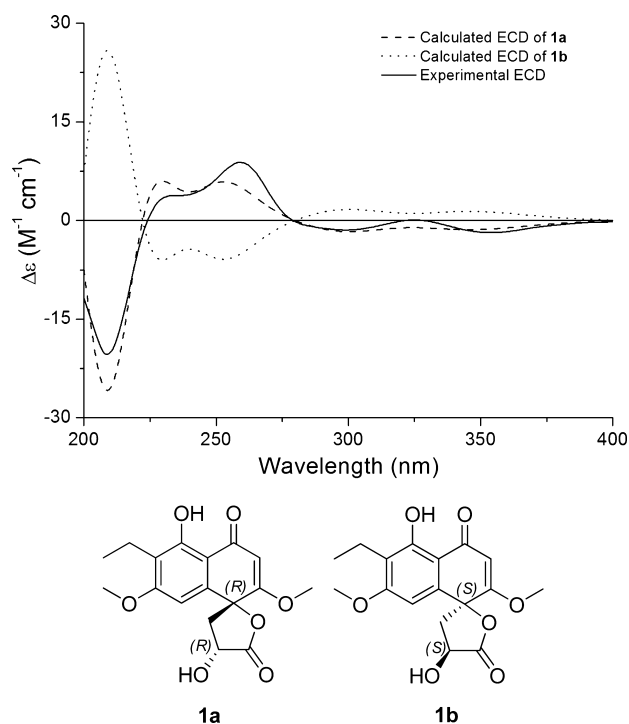 Calculated ECD of 1a
Calculated ECD of 1b
Experimental ECD
30
15
0
-15
-30
Δε (M⁻¹ cm⁻¹)
200 250 300 350 400
Wavelength (nm)
OH O OH O
(R) (S)
O O O O
O O
(R) (S)
HO O HO O
1a 1b